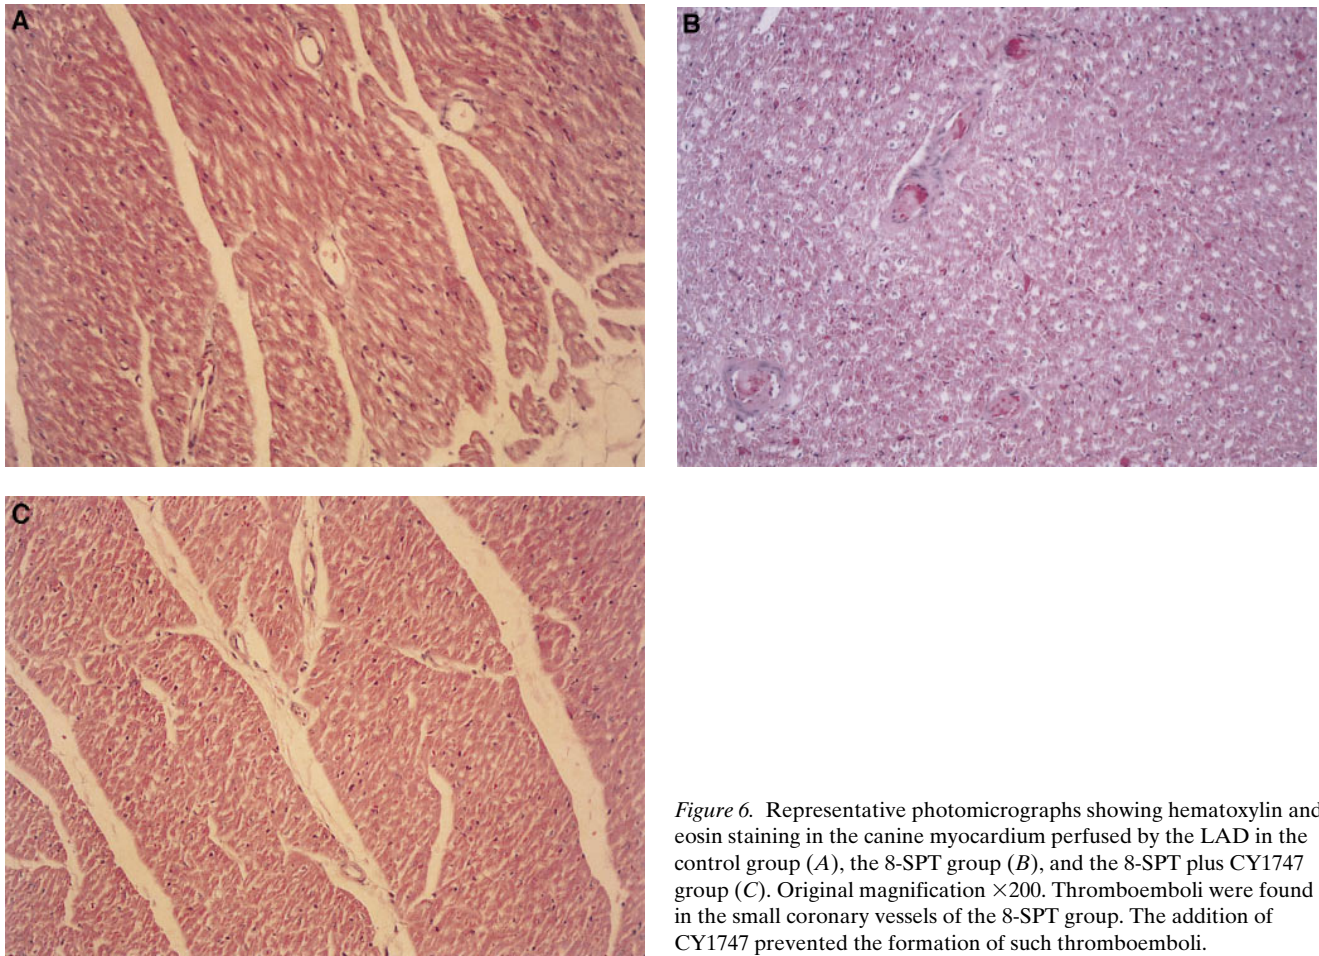 A
B
C
Figure 6. Representative photomicrographs showing hematoxylin and
eosin staining in the canine myocardium perfused by the LAD in the
control group (A), the 8-SPT group (B), and the 8-SPT plus CY1747
group (C). Original magnification ×200. Thromboemboli were found
in the small coronary vessels of the 8-SPT group. The addition of
CY1747 prevented the formation of such thromboemboli.